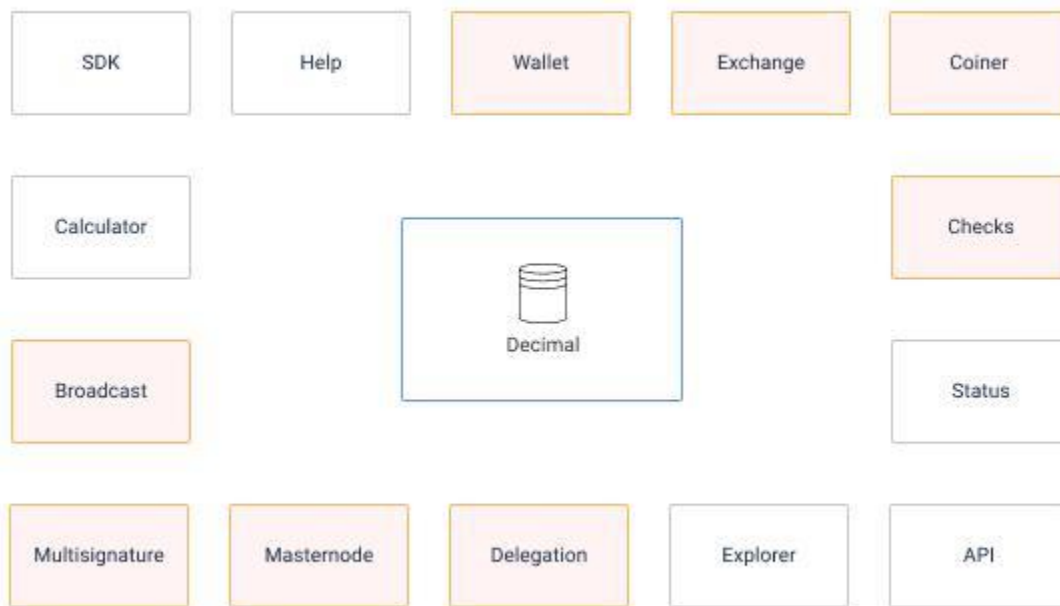 SDK
Help
Wallet
Exchange
Coiner
Calculator
Checks
Decimal
Broadcast
Status
Multisignature
Masternode
Delegation
Explorer
API